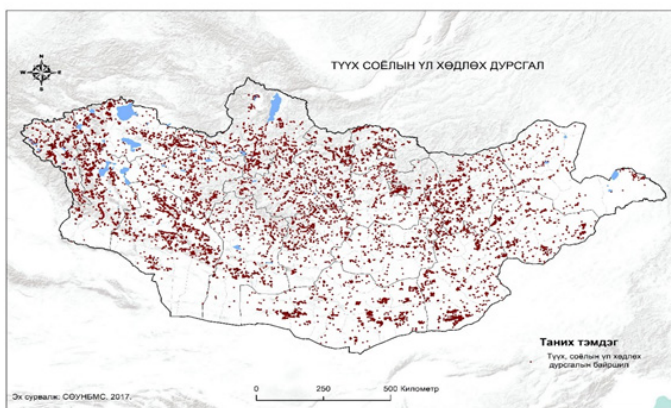 N
W E
S
ТҮҮХ СОЁЛЫН ҮЛ ХӨДЛӨХ ДУРСГАЛ
Таних тэмдэг
Түүх, соёлын үл хөдлөх
дурсгалын байршил
Эх сурвалж: СӨҮНБМС, 2017.
0 250 500 Километр